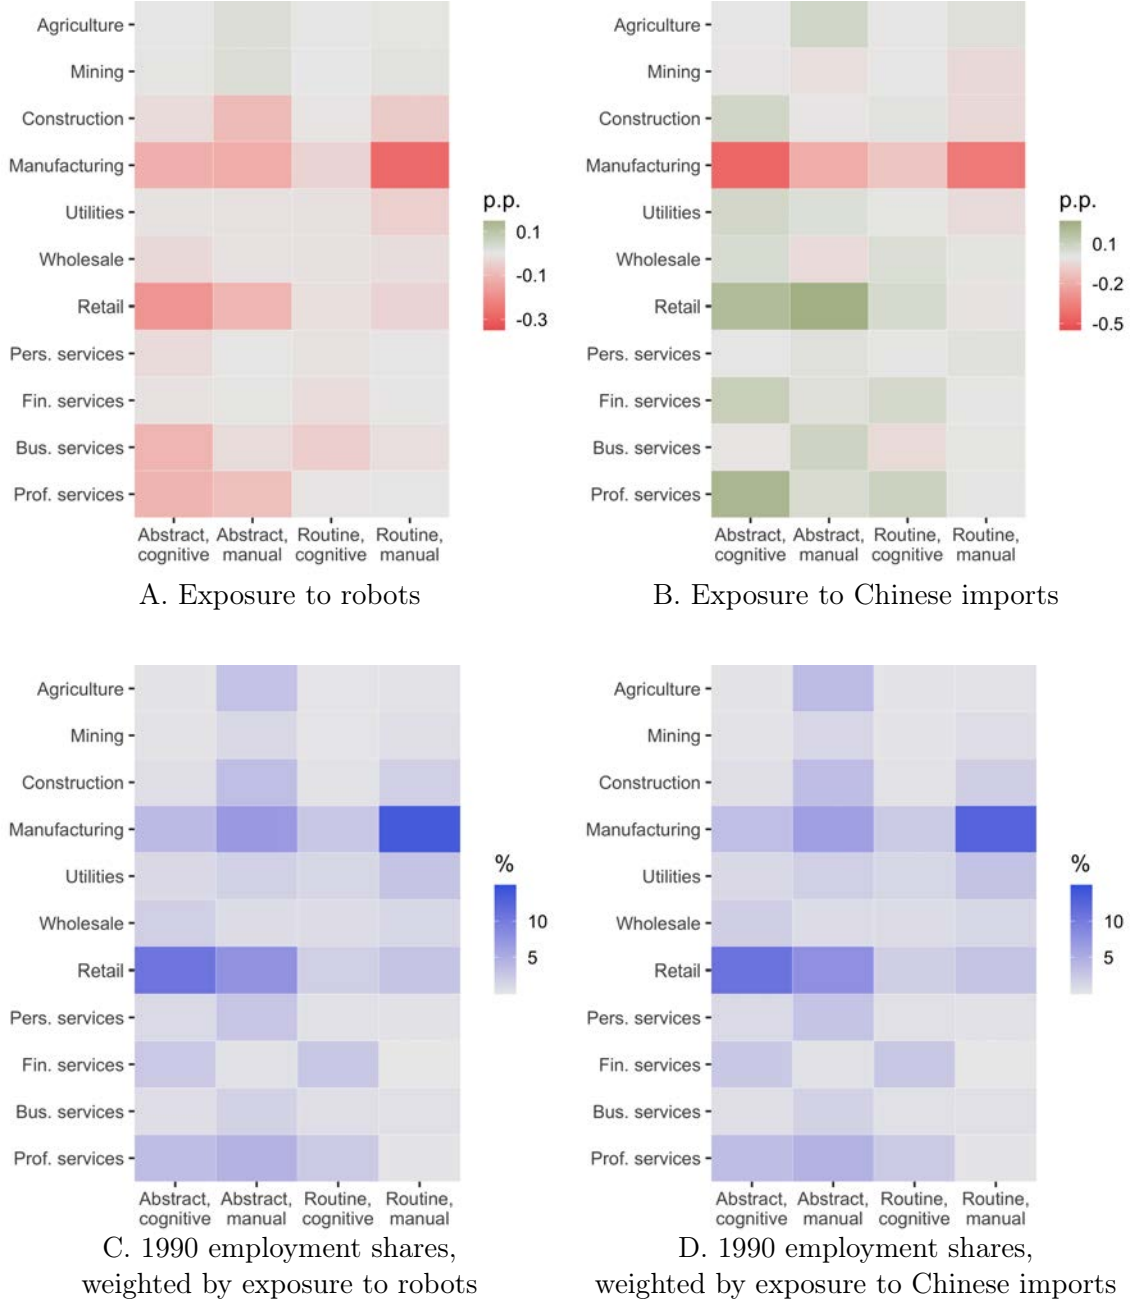 Agriculture
Mining
Construction
Manufacturing
Utilities
Wholesale
Retail
Pers. services
Fin. services
Bus. services
Prof. services
Abstract, Abstract, Routine, Routine,
cognitive manual cognitive manual
p.p.
0.1
-0.1
-0.3
A. Exposure to robots
Agriculture
Mining
Construction
Manufacturing
Utilities
Wholesale
Retail
Pers. services
Fin. services
Bus. services
Prof. services
Abstract, Abstract, Routine, Routine,
cognitive manual cognitive manual
p.p.
0.1
-0.2
-0.5
B. Exposure to Chinese imports
Agriculture
Mining
Construction
Manufacturing
Utilities
Wholesale
Retail
Pers. services
Fin. services
Bus. services
Prof. services
Abstract, Abstract, Routine, Routine,
cognitive manual cognitive manual
%
10
5
C. 1990 employment shares,
weighted by exposure to robots
Agriculture
Mining
Construction
Manufacturing
Utilities
Wholesale
Retail
Pers. services
Fin. services
Bus. services
Prof. services
Abstract, Abstract, Routine, Routine,
cognitive manual cognitive manual
%
10
5
D. 1990 employment shares,
weighted by exposure to Chinese imports